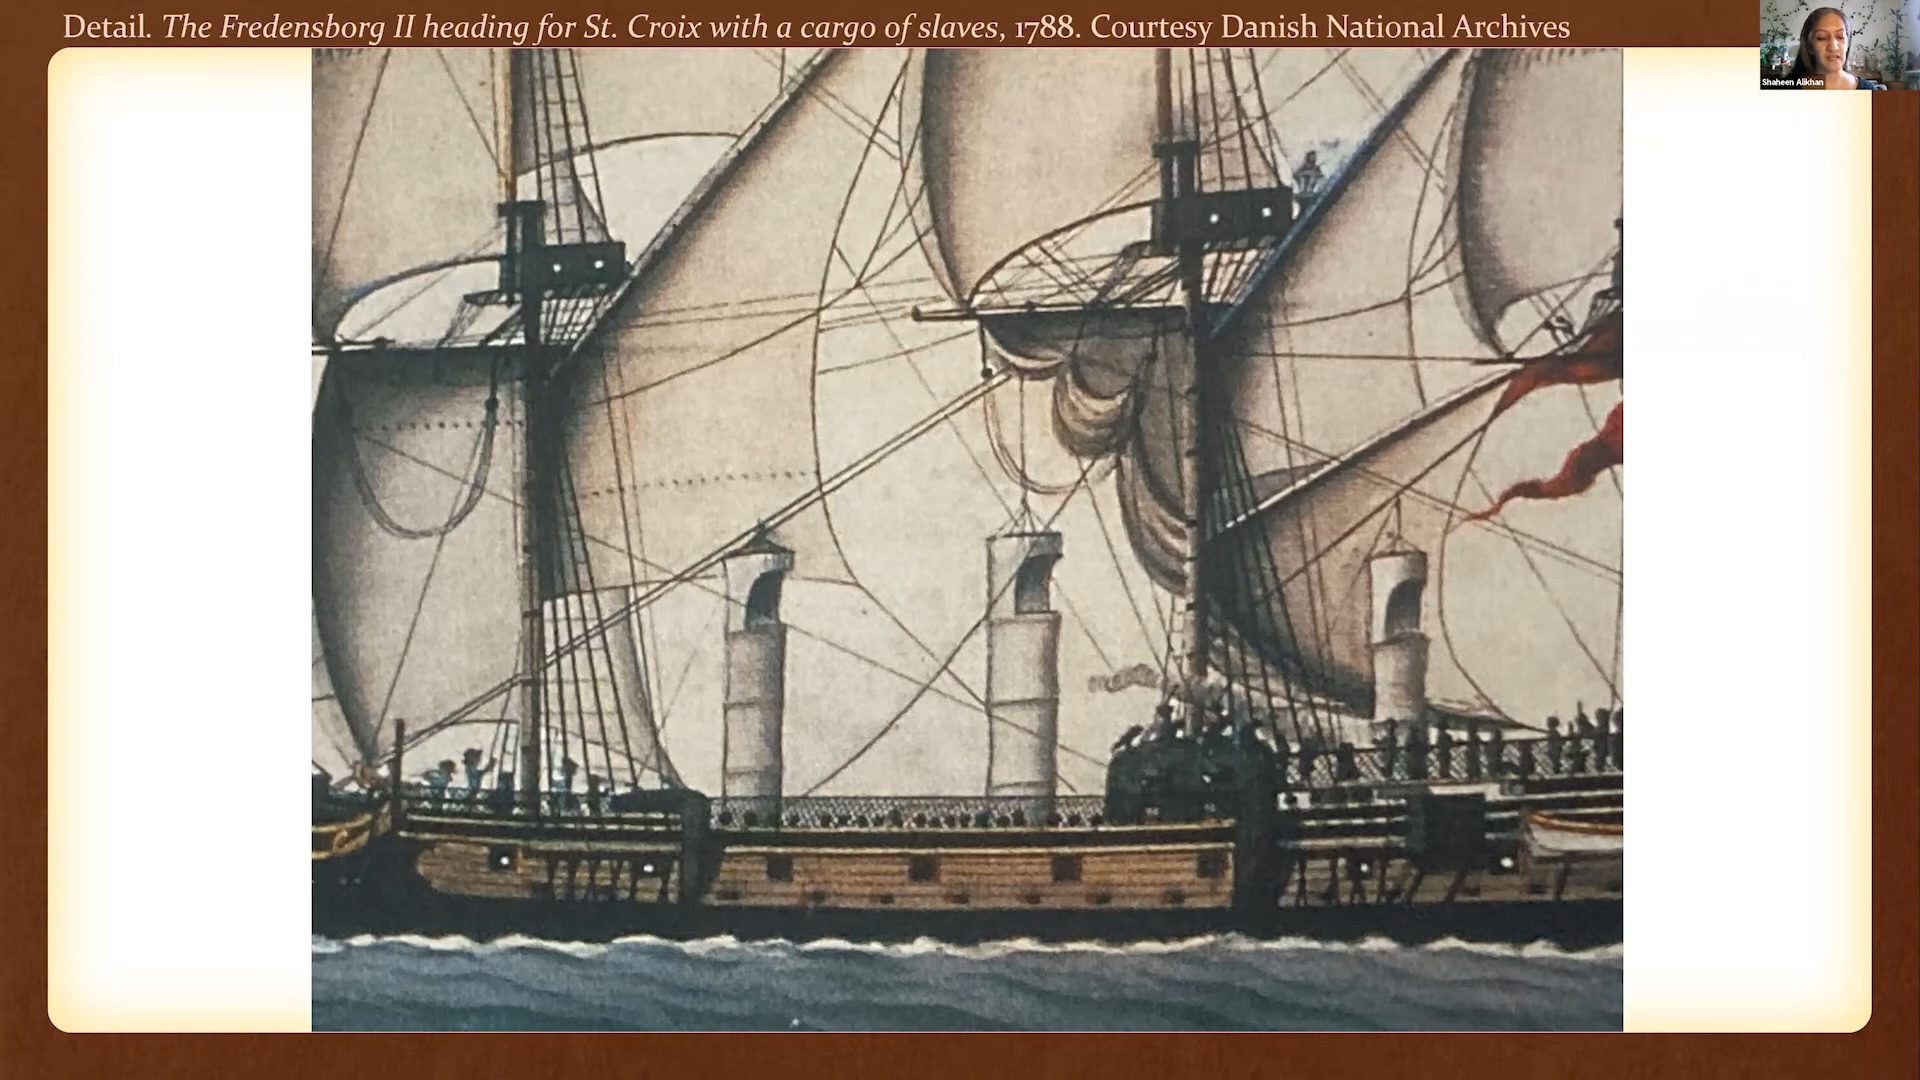 Detail. The Fredensborg II heading for St. Croix with a cargo of slaves, 1788. Courtesy Danish National Archives
Shaheen Alikhan